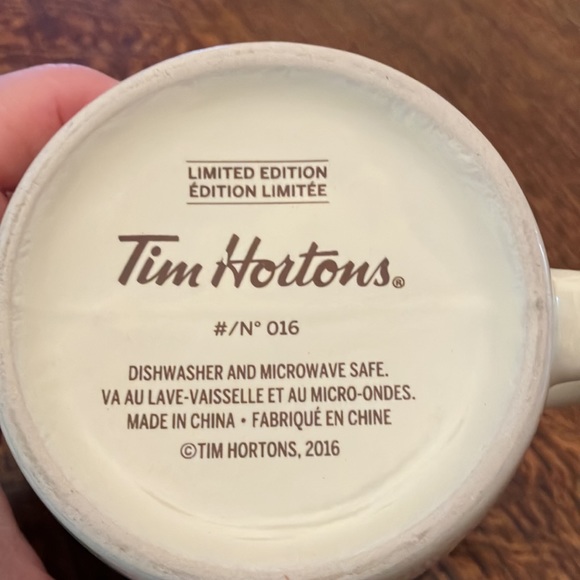 LIMITED EDITION
ÉDITION LIMITÉE
Tim Hortons®
#/N° 016
DISHWASHER AND MICROWAVE SAFE.
VA AU LAVE-VAISSELLE ET AU MICRO-ONDES.
MADE IN CHINA • FABRIQUÉ EN CHINE
©TIM HORTONS, 2016